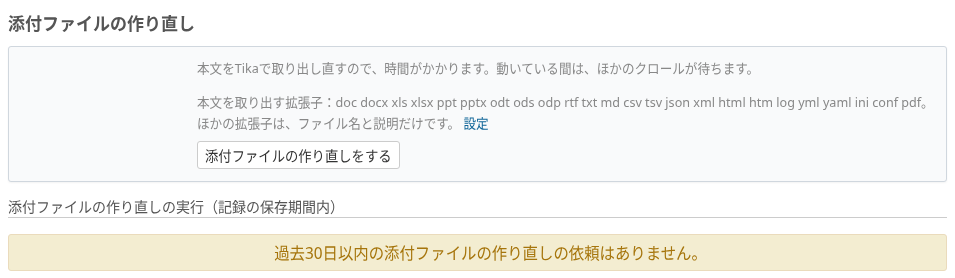 添付ファイルの作り直し
本文をTikaで取り出し直すので、時間がかかります。動いている間は、ほかのクロールが待ちます。
本文を取り出す拡張子：doc docx xls xlsx ppt pptx odt ods odp rtf txt md csv tsv json xml html htm log yml yaml ini conf pdf。
ほかの拡張子は、ファイル名と説明だけです。 設定
添付ファイルの作り直しをする
添付ファイルの作り直しの実行（記録の保存期間内）
過去30日以内の添付ファイルの作り直しの依頼はありません。